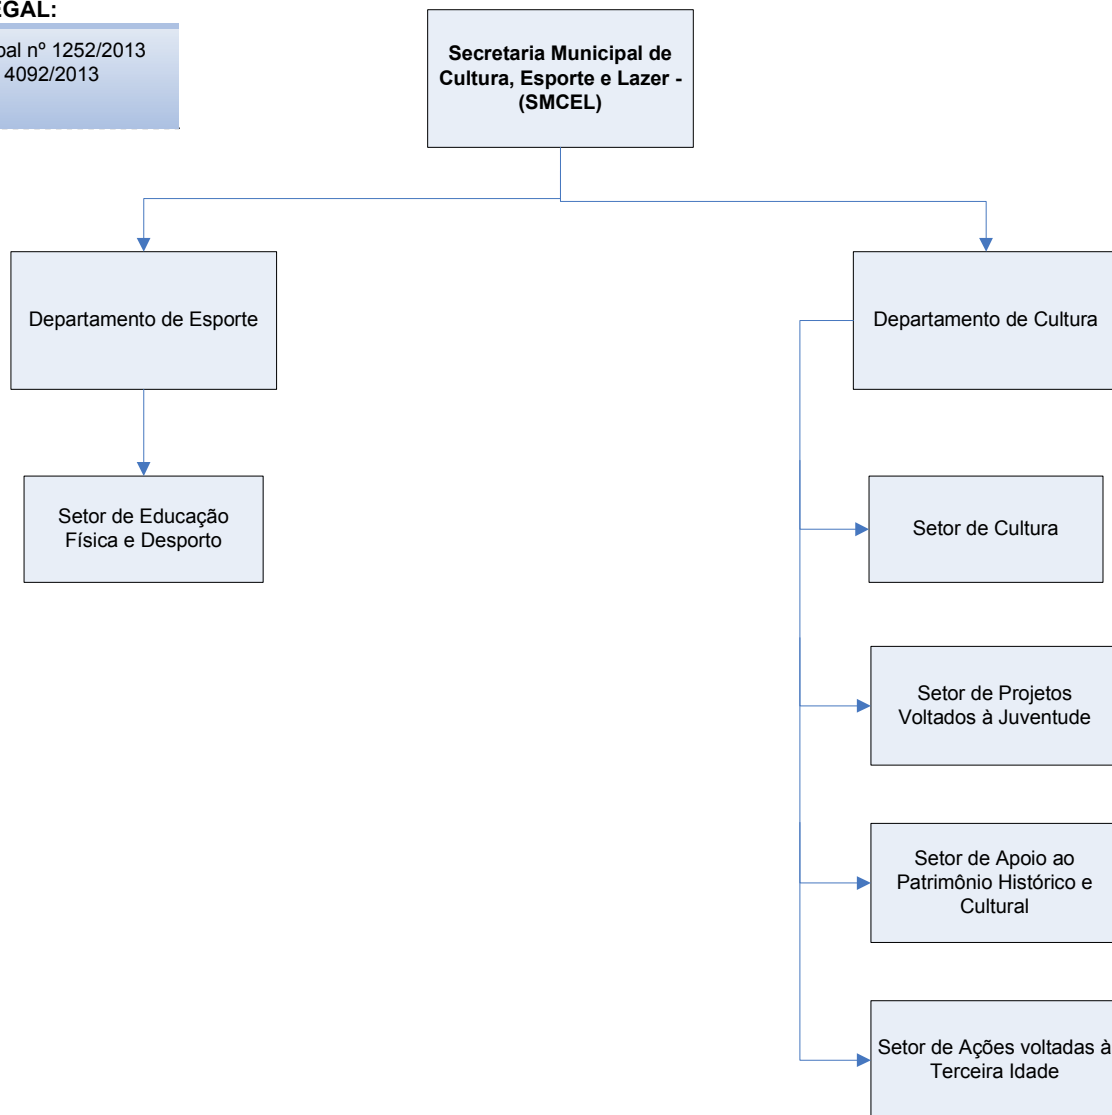 EGAL:
pal nº 1252/2013
4092/2013
Secretaria Municipal de
Cultura, Esporte e Lazer -
(SMCEL)
Departamento de Esporte
Departamento de Cultura
Setor de Educação
Física e Desporto
Setor de Cultura
Setor de Projetos
Voltados à Juventude
Setor de Apoio ao
Patrimônio Histórico e
Cultural
Setor de Ações voltadas à
Terceira Idade